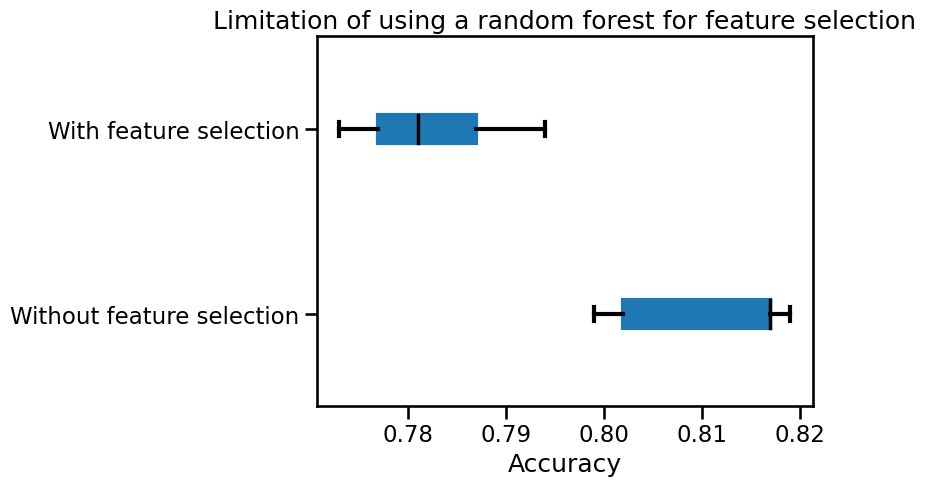 Limitation of using a random forest for feature selection
With feature selection
Without feature selection
0.78 0.79 0.80 0.81 0.82
Accuracy